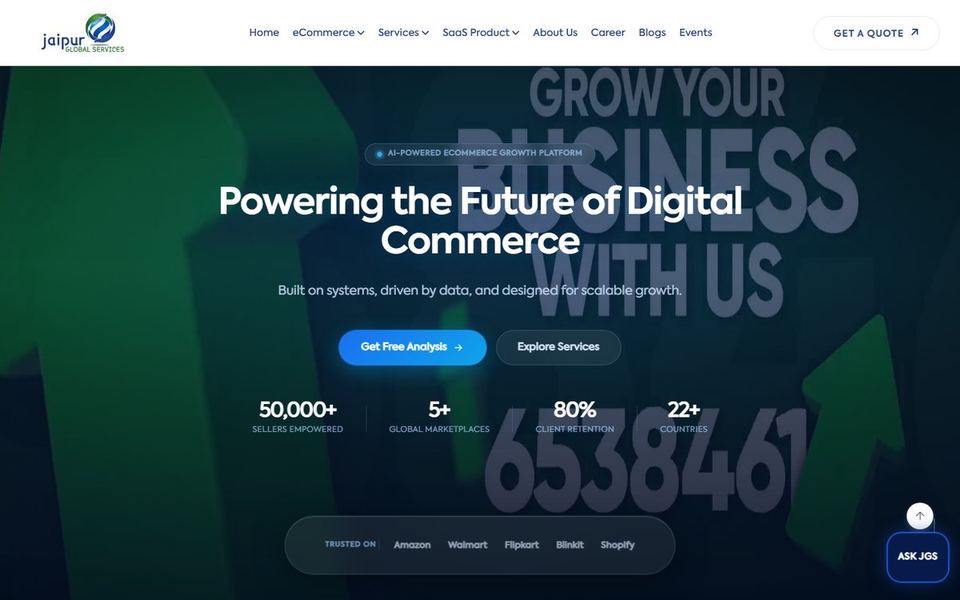 jaipur
GLOBAL SERVICES
Home eCommerce Services SaaS Product About Us Career Blogs Events
GET A QUOTE
GROW YOUR
BUSINESS
WITH US
6538461
AI-POWERED ECOMMERCE GROWTH PLATFORM
Powering the Future of Digital
Commerce
Built on systems, driven by data, and designed for scalable growth.
Get Free Analysis → Explore Services
50,000+ 5+ 80% 22+
SELLERS EMPOWERED GLOBAL MARKETPLACES CLIENT RETENTION COUNTRIES
TRUSTED ON Amazon Walmart Flipkart Blinkit Shopify
ASK JGS